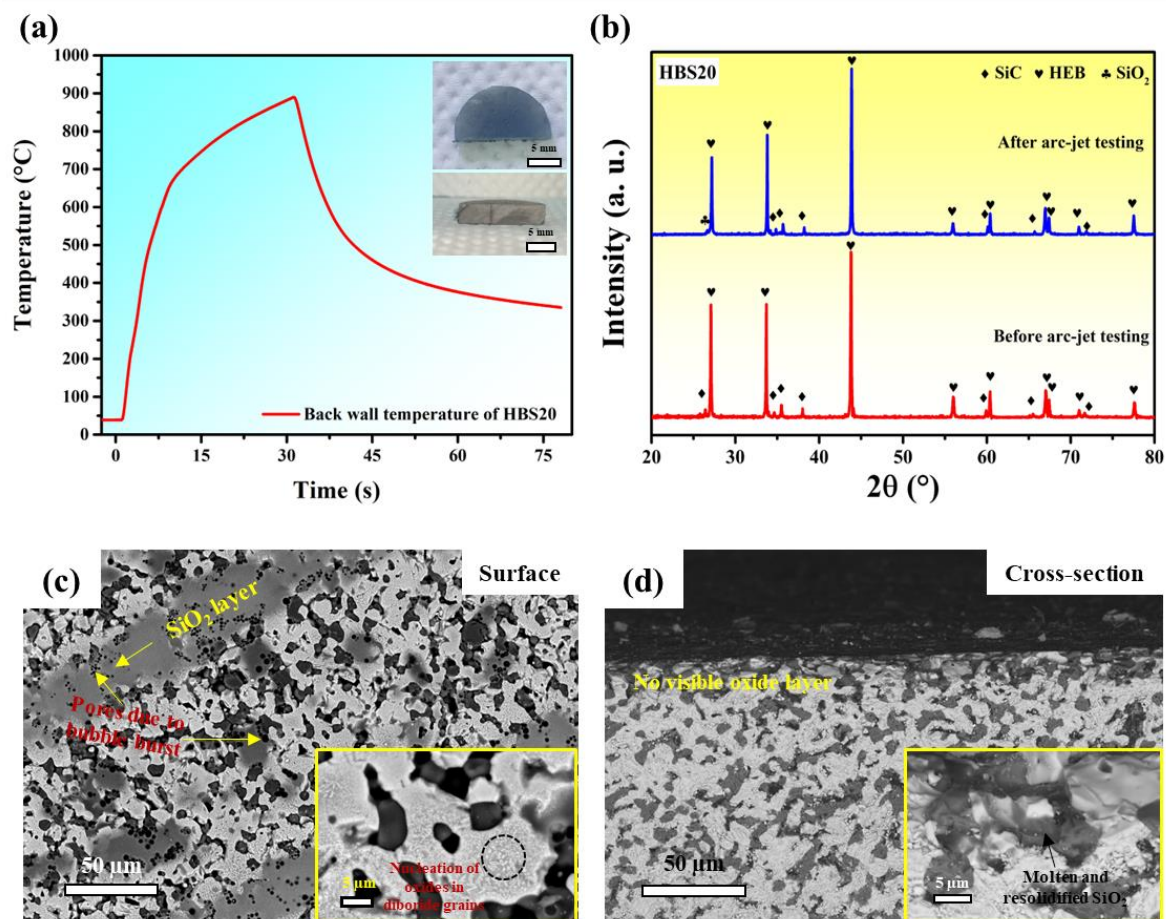 (a)
1000
900
800
700
600
500
400
300
200
100
0
0 15 30 45 60 75
Temperature (°C)
Time (s)
5 mm
5 mm
Back wall temperature of HBS20
(b)
HBS20
♦ SiC ♥ HEB ♣ SiO₂
After arc-jet testing
Before arc-jet testing
Intensity (a. u.)
20 30 40 50 60 70 80
2θ (°)
(c)
Surface
SiO₂ layer
Pores due to
bubble burst
50 μm
Nucleation of
oxides in
diboride grains
5 μm
(d)
Cross-section
No visible oxide layer
50 μm
5 μm
Molten and
resolidified SiO₂